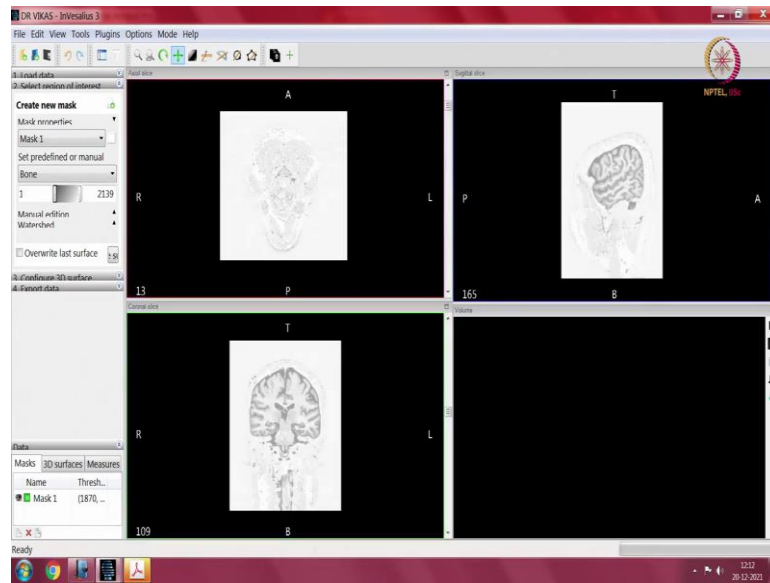 DR VIKAS - InVesalius 3
File Edit View Tools Plugins Options Mode Help
NPTEL, IISc
1. Load data
2. Select region of interest
Create new mask
Mask properties
Mask 1
Set predefined or manual
Bone
1 2139
Manual edition
Watershed
Overwrite last surface
3. Configure 3D surface
4. Export data
Data
Masks 3D surfaces Measures
Name Thresh..
Mask 1 (1870, ...
Axial slice
A
R L
13 P
Sagital slice
T
P A
165 B
Coronal slice
T
R L
109 B
Volume
Ready
12:12
20-12-2021